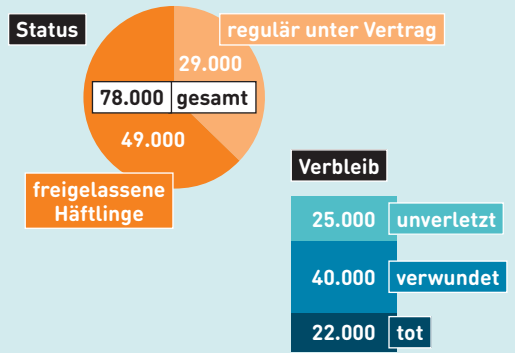 Status
regulär unter Vertrag
29.000
78.000 gesamt
49.000
freigelassene
Häftlinge
Verbleib
25.000 unverletzt
40.000 verwundet
22.000 tot